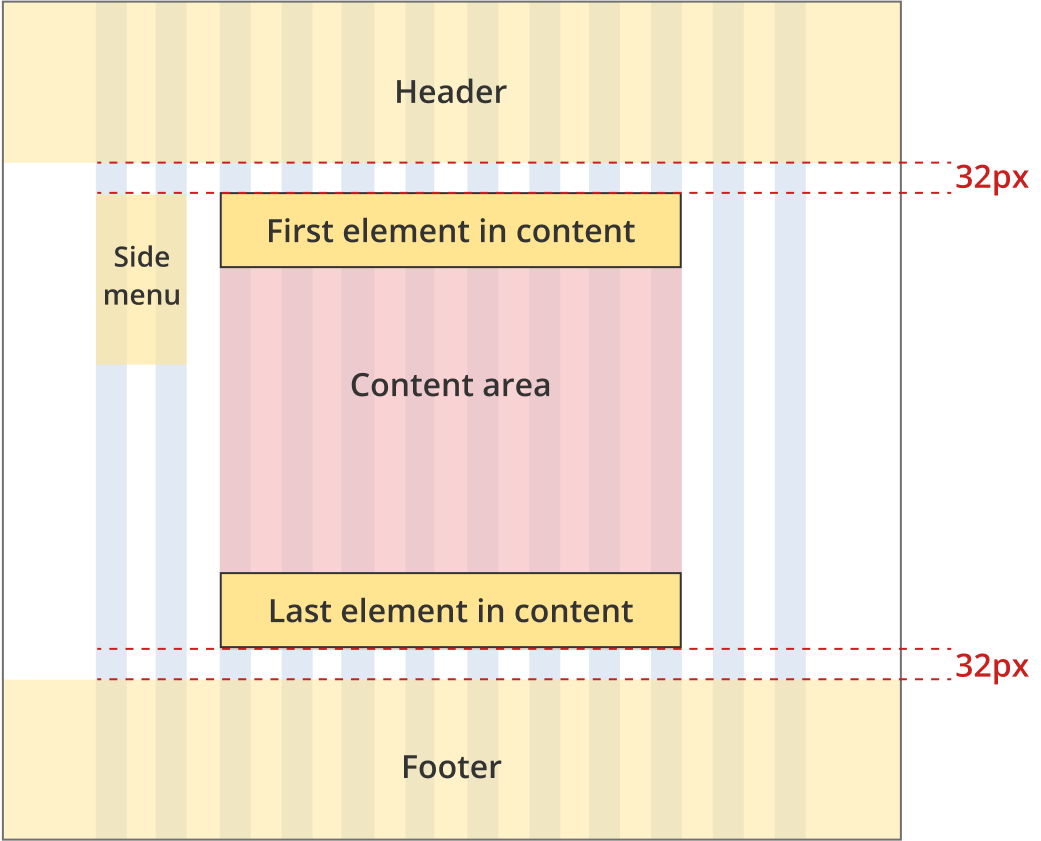 Header
32px
First element in content
Side
menu
Content area
Last element in content
32px
Footer